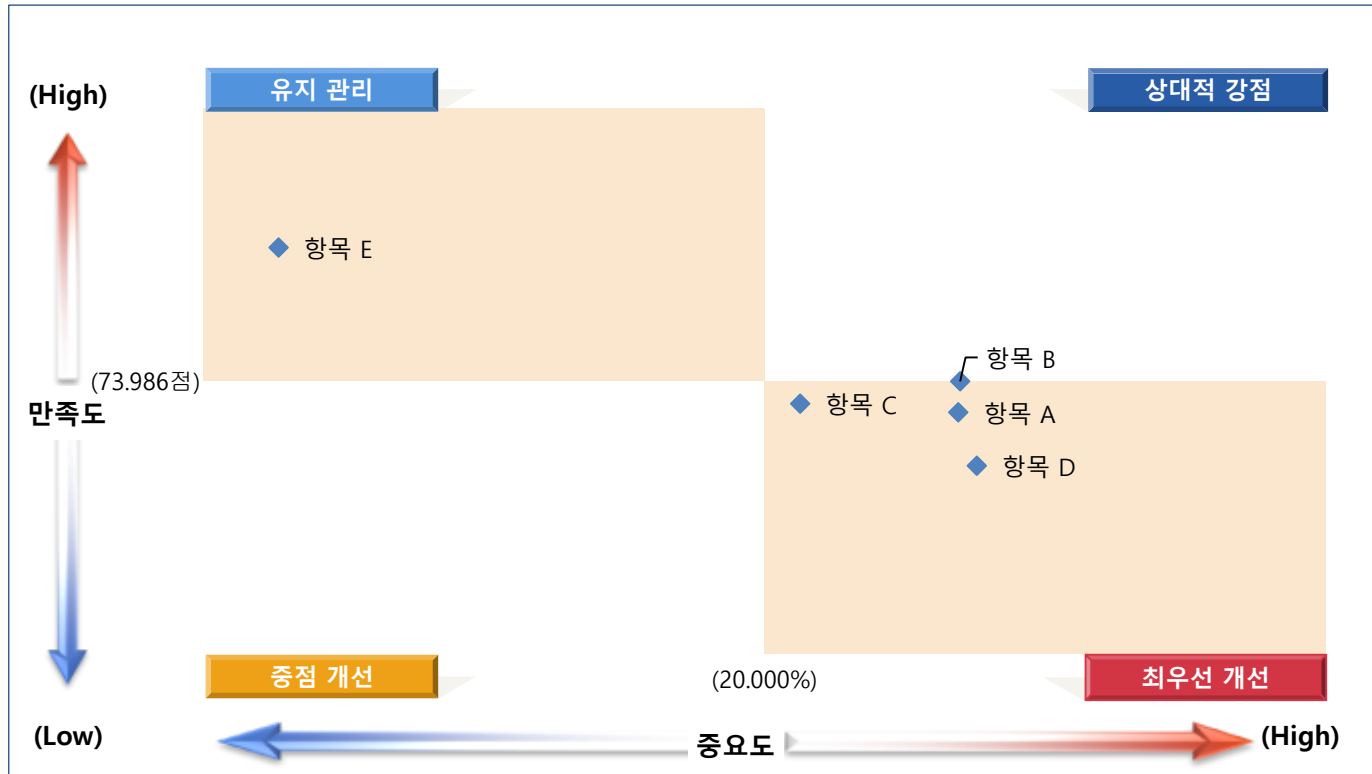 유지 관리
상대적 강점
(High)
항목 E
항목 B
(73.986점)
항목 C
항목 A
만족도
항목 D
중점 개선
(20.000%)
최우선 개선
(Low)
중요도
(High)